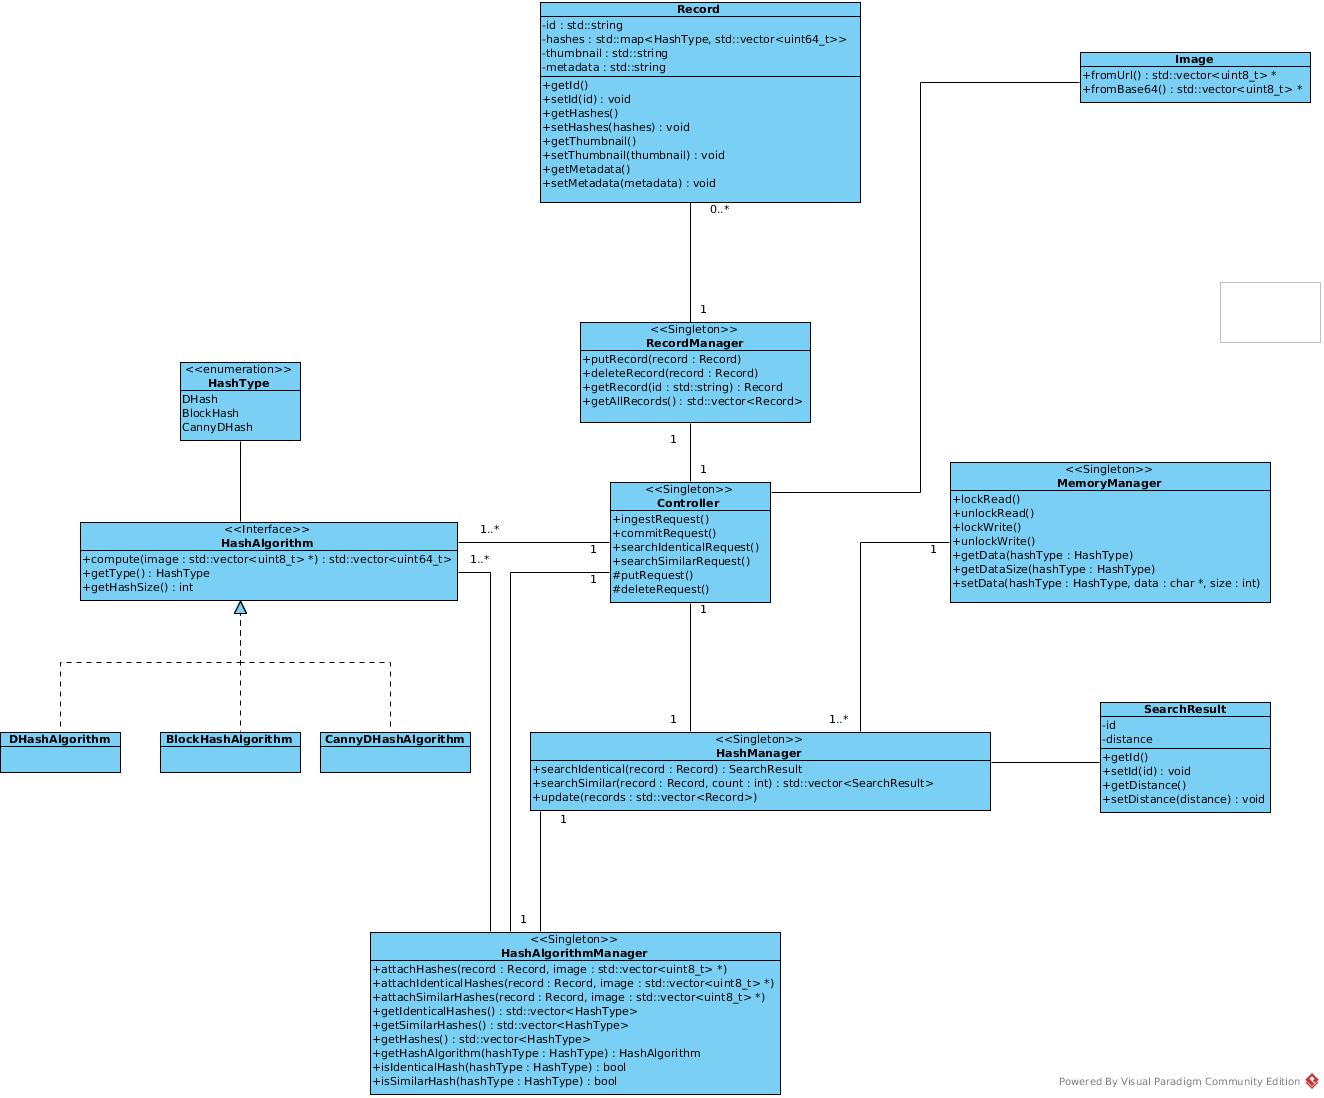 Record
-id : std::string
-hashes : std::map<HashType, std::vector<uint64_t>>
-thumbnail : std::string
-metadata : std::string
+getId()
+setId(id) : void
+getHashes()
+setHashes(hashes) : void
+getThumbnail()
+setThumbnail(thumbnail) : void
+getMetadata()
+setMetadata(metadata) : void
Image
+fromUrl() : std::vector<uint8_t> *
+fromBase64() : std::vector<uint8_t> *
0..*
1
<<Singleton>>
RecordManager
+putRecord(record : Record)
+deleteRecord(record : Record)
+getRecord(id : std::string) : Record
+getAllRecords() : std::vector<Record>
<<enumeration>>
HashType
DHash
BlockHash
CannyDHash
1
1
<<Singleton>>
Controller
+ingestRequest()
+commitRequest()
+searchIdenticalRequest()
+searchSimilarRequest()
#putRequest()
#deleteRequest()
<<Singleton>>
MemoryManager
+lockRead()
+unlockRead()
+lockWrite()
+unlockWrite()
+getData(hashType : HashType)
+getDataSize(hashType : HashType)
+setData(hashType : HashType, data : char *, size : int)
<<Interface>>
HashAlgorithm
+compute(image : std::vector<uint8_t> *) : std::vector<uint64_t>
+getType() : HashType
+getHashSize() : int
1..*
1
1..*
1
1
1
1
1..*
DHashAlgorithm
BlockHashAlgorithm
CannyDHashAlgorithm
<<Singleton>>
HashManager
+searchIdentical(record : Record) : SearchResult
+searchSimilar(record : Record, count : int) : std::vector<SearchResult>
+update(records : std::vector<Record>)
SearchResult
-id
-distance
+getId()
+setId(id) : void
+getDistance()
+setDistance(distance) : void
1
1
<<Singleton>>
HashAlgorithmManager
+attachHashes(record : Record, image : std::vector<uint8_t> *)
+attachIdenticalHashes(record : Record, image : std::vector<uint8_t> *)
+attachSimilarHashes(record : Record, image : std::vector<uint8_t> *)
+getIdenticalHashes() : std::vector<HashType>
+getSimilarHashes() : std::vector<HashType>
+getHashes() : std::vector<HashType>
+getHashAlgorithm(hashType : HashType) : HashAlgorithm
+isIdenticalHash(hashType : HashType) : bool
+isSimilarHash(hashType : HashType) : bool
Powered By Visual Paradigm Community Edition